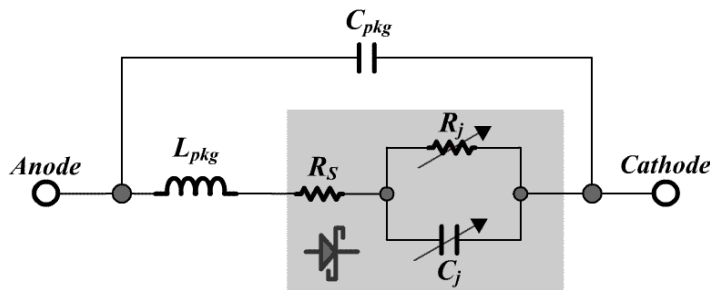 C_pkg
R_j
L_pkg
Anode
R_S
Cathode
C_j